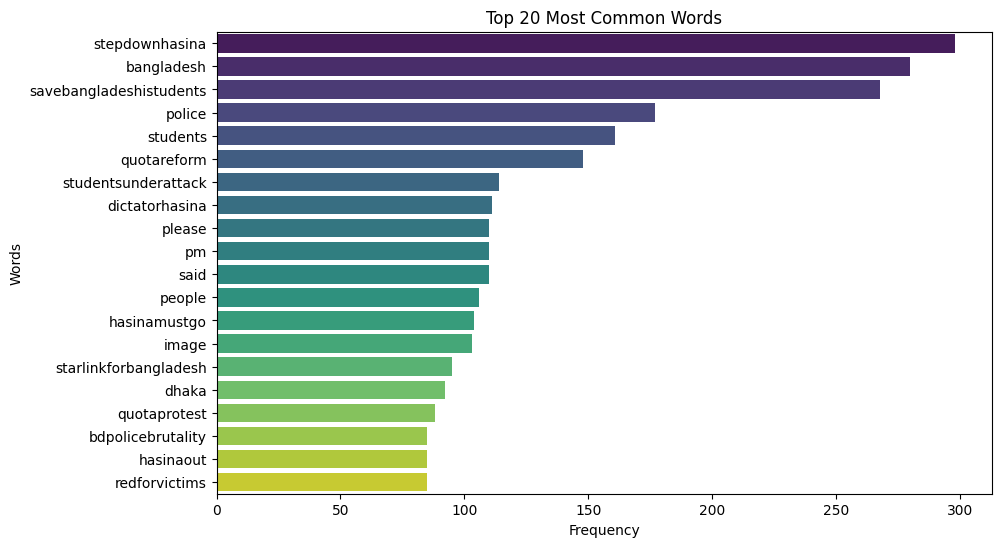 Top 20 Most Common Words
stepdownhasina
bangladesh
savebangladeshistudents
police
students
quotareform
studentsunderattack
dictatorhasina
please
pm
said
people
hasinamustgo
image
starlinkforbangladesh
dhaka
quotaprotest
bdpolicebrutality
hasinaout
redforvictims
Words
0 50 100 150 200 250 300
Frequency